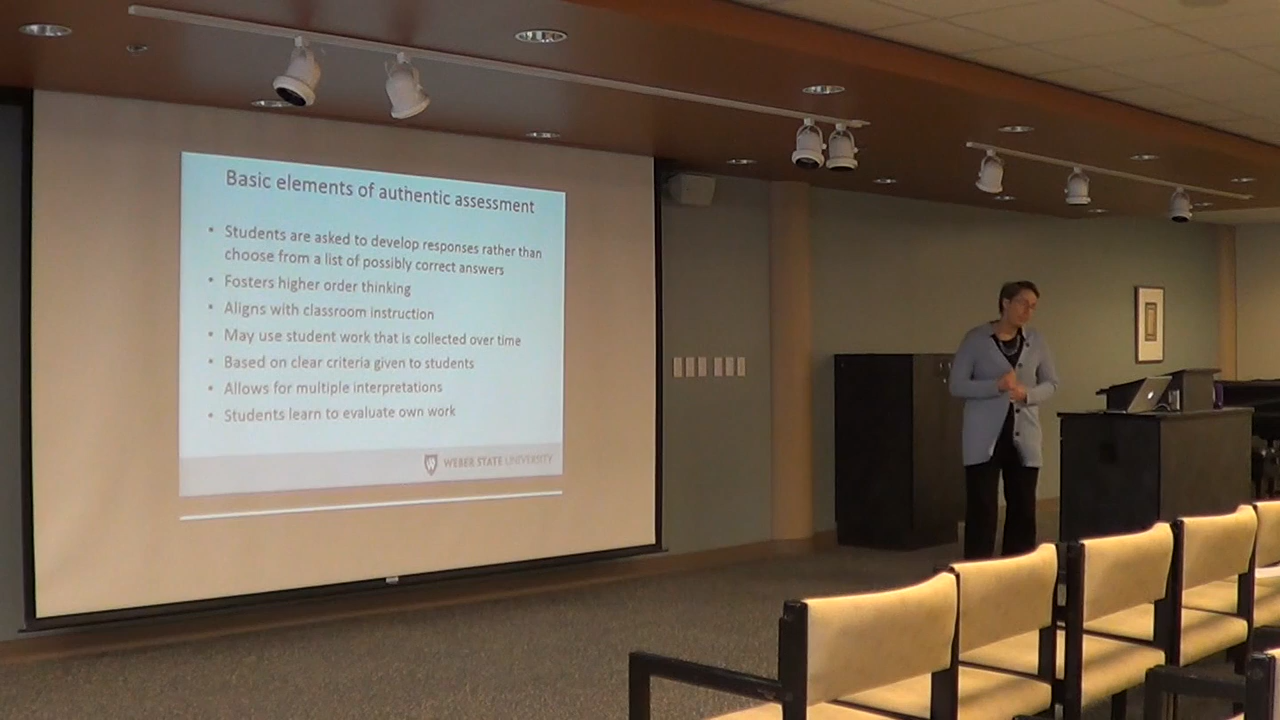 Basic elements of authentic assessment
• Students are asked to develop responses rather than
choose from a list of possibly correct answers
• Fosters higher order thinking
• Aligns with classroom instruction
• May use student work that is collected over time
• Based on clear criteria given to students
• Allows for multiple interpretations
• Students learn to evaluate own work
WEBER STATE UNIVERSITY